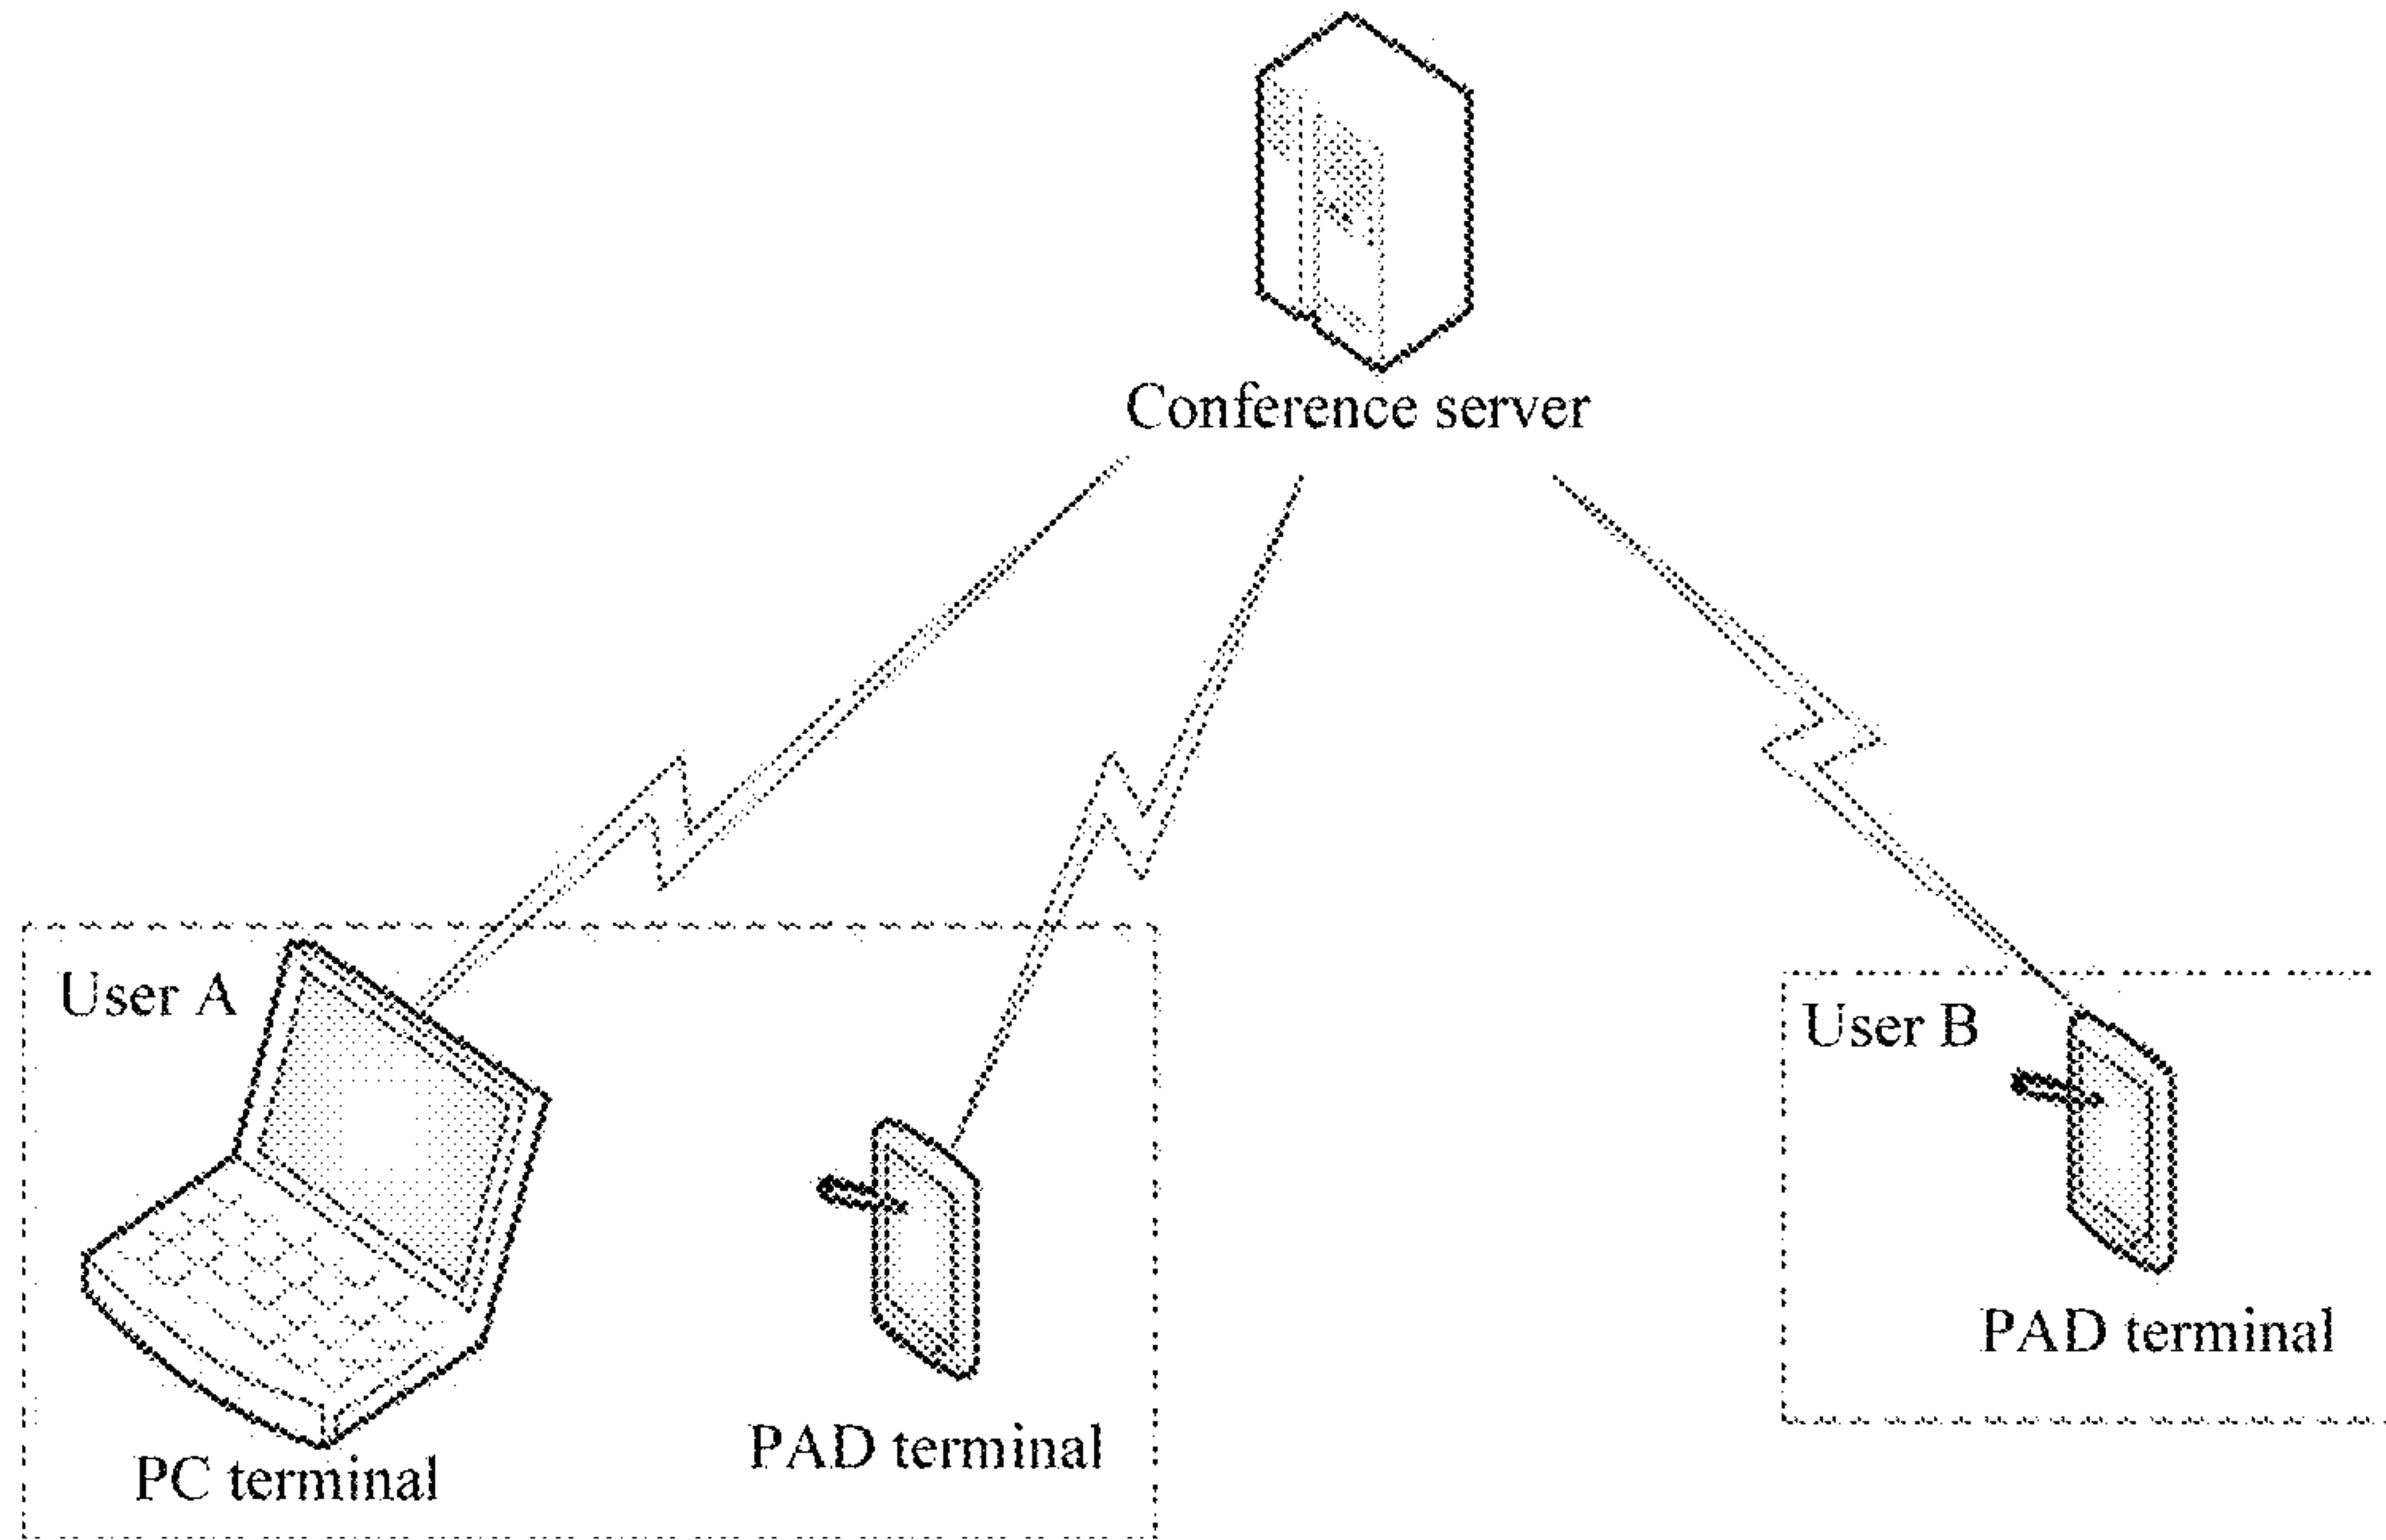 Conference server
User A
User B
PAD terminal
PAD terminal
PC terminal